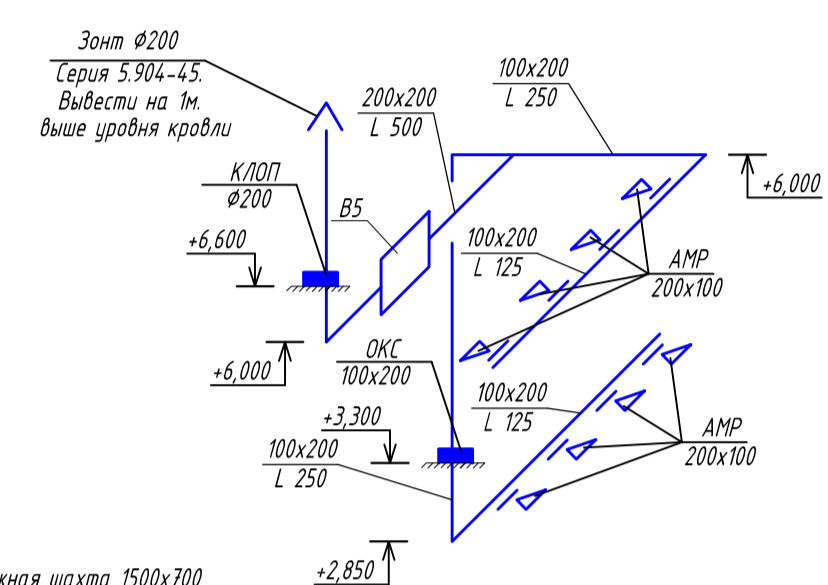 Зонт Ф200
Серия 5.904-45.
Вывести на 1м.
выше уровня кровли
100х200
L 250
200х200
L 500
КЛОП
Ф200
В5
+6,600
+6,000
100х200
L 125
АМР
200х100
+6,000
ОКС
100х200
100х200
L 125
+3,300
100х200
L 250
АМР
200х100
+2,850
шахта 1500х700